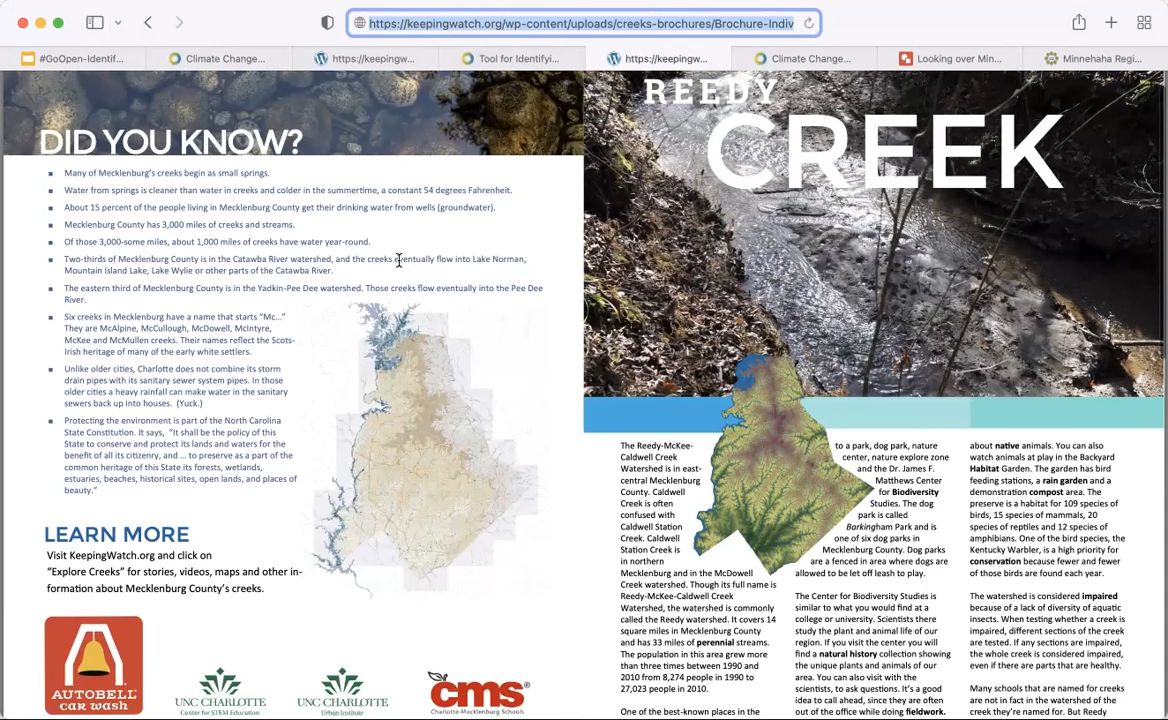 https://keepingwatch.org/wp-content/uploads/creeks-brochures/Brochure-Indiv
#GoOpen-Identif...
Climate Change...
https://keepingw...
Tool for Identifyi...
https://keepingw...
Climate Change...
Looking over Min...
Minnehaha Regi...
DID YOU KNOW?
Many of Mecklenburg's creeks begin as small springs.
Water from springs is cleaner than water in creeks and colder in the summertime, a constant 54 degrees Fahrenheit.
About 15 percent of the people living in Mecklenburg County get their drinking water from wells (groundwater).
Mecklenburg County has 3,000 miles of creeks and streams.
Of those 3,000-some miles, about 1,000 miles of creeks have water year-round.
Two-thirds of Mecklenburg County is in the Catawba River watershed, and the creeks eventually flow into Lake Norman,
Mountain Island Lake, Lake Wylie or other parts of the Catawba River.
The eastern third of Mecklenburg County is in the Yadkin-Pee Dee watershed. Those creeks flow eventually into the Pee Dee
River.
Six creeks in Mecklenburg have a name that starts "Mc..."
They are McAlpine, McCullough, McDowell, McIntyre,
McKee and McMullen creeks. Their names reflect the Scots-
Irish heritage of many of the early white settlers.
Unlike older cities, Charlotte does not combine its storm
drain pipes with its sanitary sewer system pipes. In those
older cities a heavy rainfall can make water in the sanitary
sewers back up into houses. (Yuck.)
Protecting the environment is part of the North Carolina
State Constitution. It says, "It shall be the policy of this
State to conserve and protect its lands and waters for the
benefit of all its citizenry, and ... to preserve as a part of the
common heritage of this State its forests, wetlands,
estuaries, beaches, historical sites, open lands, and places of
beauty."
LEARN MORE
Visit KeepingWatch.org and click on
"Explore Creeks" for stories, videos, maps and other in-
formation about Mecklenburg County's creeks.
AUTOBELL
car wash
UNC CHARLOTTE
Center for STEM Education
UNC CHARLOTTE
Urban Institute
cms
Charlotte-Mecklenburg Schools
REEDY
CREEK
The Reedy-McKee-
Caldwell Creek
Watershed is in east-
central Mecklenburg
County. Caldwell
Creek is often
confused with
Caldwell Station
Creek. Caldwell
Station Creek is
in northern
Mecklenburg and in the McDowell
Creek watershed. Though its full name is
Reedy-McKee-Caldwell Creek
Watershed, the watershed is commonly
called the Reedy watershed. It covers 14
square miles in Mecklenburg County
and has 33 miles of perennial streams.
The population in this area grew more
than three times between 1990 and
2010 from 8,274 people in 1990 to
27,023 people in 2010.
One of the best-known places in the
to a park, dog park, nature
center, nature explore zone
and the Dr. James F.
Matthews Center
for Biodiversity
Studies. The dog
park is called
Barkingham Park and is
one of six dog parks in
Mecklenburg County. Dog parks
are a fenced in area where dogs are
allowed to be let off leash to play.
The Center for Biodiversity Studies is
similar to what you would find at a
college or university. Scientists there
study the plant and animal life of our
region. If you visit the center you will
find a natural history collection showing
the unique plants and animals of our
area. You can also visit with the
scientists, to ask questions. It's a good
idea to call ahead, since they are often
out of the office while doing fieldwork.
about native animals. You can also
watch animals at play in the Backyard
Habitat Garden. The garden has bird
feeding stations, a rain garden and a
demonstration compost area. The
preserve is a habitat for 109 species of
birds, 15 species of mammals, 20
species of reptiles and 12 species of
amphibians. One of the bird species, the
Kentucky Warbler, is a high priority for
conservation because fewer and fewer
of those birds are found each year.
The watershed is considered impaired
because of a lack of diversity of aquatic
insects. When testing whether a creek is
impaired, different sections of the creek
are tested. If any sections are impaired,
the whole creek is considered impaired,
even if there are parts that are healthy.
Many schools that are named for creeks
are not in fact in the watershed of the
creek they're named for. But Reedy